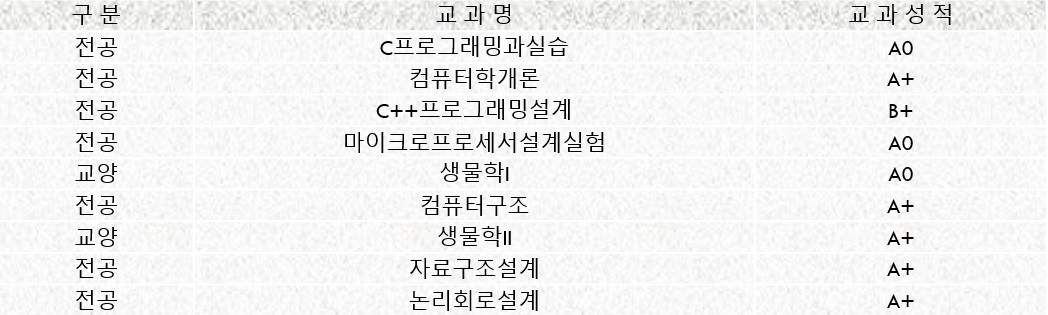 구 분 교 과 명 교 과 성 적
전공 C프로그래밍과실습 A0
전공 컴퓨터학개론 A+
전공 C++프로그래밍설계 B+
전공 마이크로프로세서설계실험 A0
교양 생물학I A0
전공 컴퓨터구조 A+
교양 생물학II A+
전공 자료구조설계 A+
전공 논리회로설계 A+